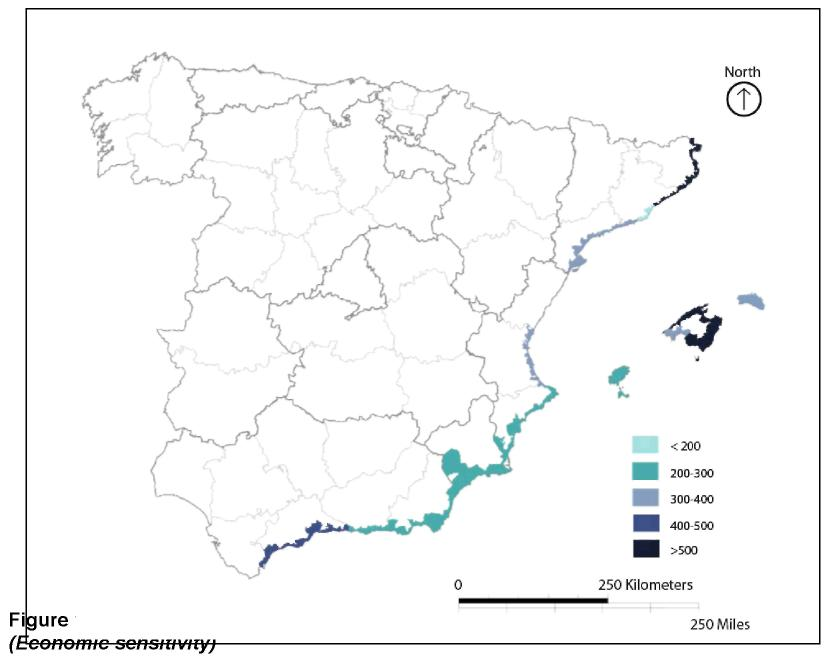 North
< 200
200-300
300-400
400-500
>500
0 250 Kilometers
250 Miles
Figure
(Economic sensitivity)